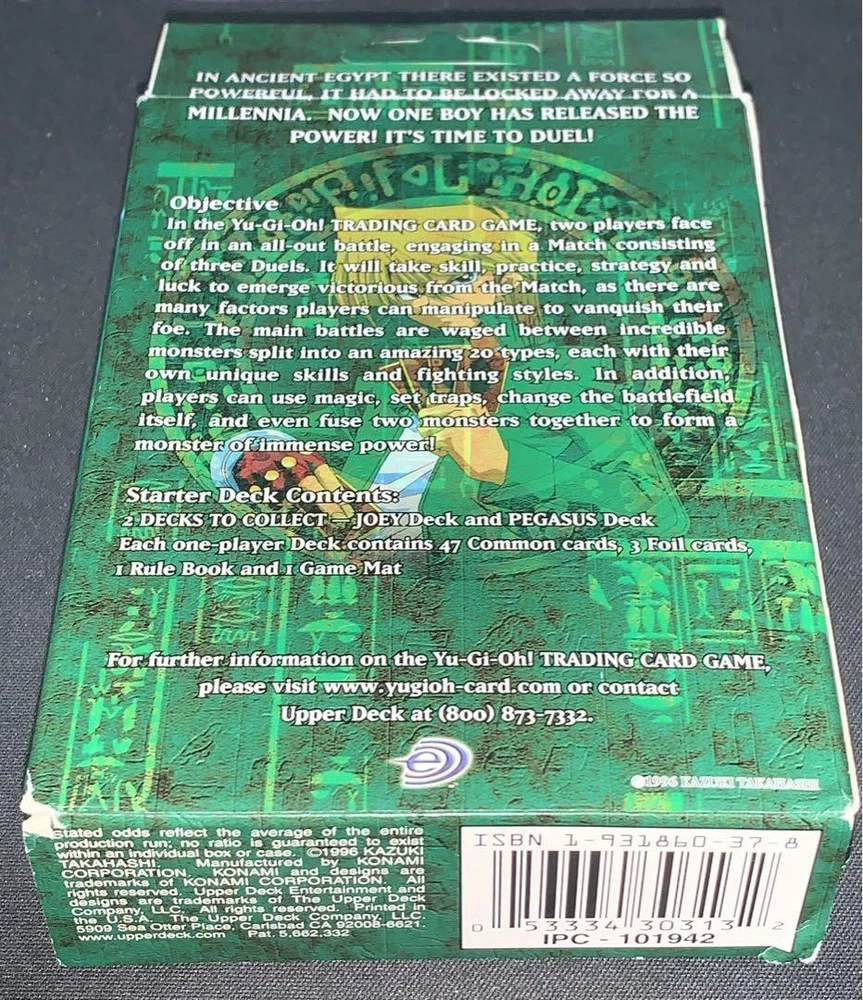 IN ANCIENT EGYPT THERE EXISTED A FORCE SO
POWERFUL, IT HAD TO BE LOCKED AWAY FOR A
MILLENNIA. NOW ONE BOY HAS RELEASED THE
POWER! IT'S TIME TO DUEL!
Objective
In the Yu-Gi-Oh! TRADING CARD GAME, two players face
off in an all-out battle, engaging in a Match consisting
of three Duels. It will take skill, practice, strategy and
luck to emerge victorious from the Match, as there are
many factors players can manipulate to vanquish their
foe. The main battles are waged between incredible
monsters split into an amazing 20 types, each with their
own unique skills and fighting styles. In addition,
players can use magic, set traps, change the battlefield
itself, and even fuse two monsters together to form a
monster of immense power!
Starter Deck Contents:
2 DECKS TO COLLECT — JOEY Deck and PEGASUS Deck
Each one-player Deck contains 47 Common cards, 3 Foil cards,
1 Rule Book and 1 Game Mat
For further information on the Yu-Gi-Oh! TRADING CARD GAME,
please visit www.yugioh-card.com or contact
Upper Deck at (800) 873-7332.
©1996 KAZUKI TAKAHASHI
Stated odds reflect the average of the entire
production run; no ratio is guaranteed to exist
within an individual box or case. ©1996 KAZUKI
TAKAHASHI. Manufactured by KONAMI
CORPORATION. KONAMI and designs are
trademarks of KONAMI CORPORATION. All
rights reserved. Upper Deck Entertainment and
designs are trademarks of The Upper Deck
Company, LLC. All rights reserved. Printed in
the U.S.A. The Upper Deck Company, LLC.
5909 Sea Otter Place, Carlsbad CA 92008-6621.
www.upperdeck.com Pat. 5,662,332
ISBN 1-931860-37-8
0 53334 30313 2
IPC - 101942